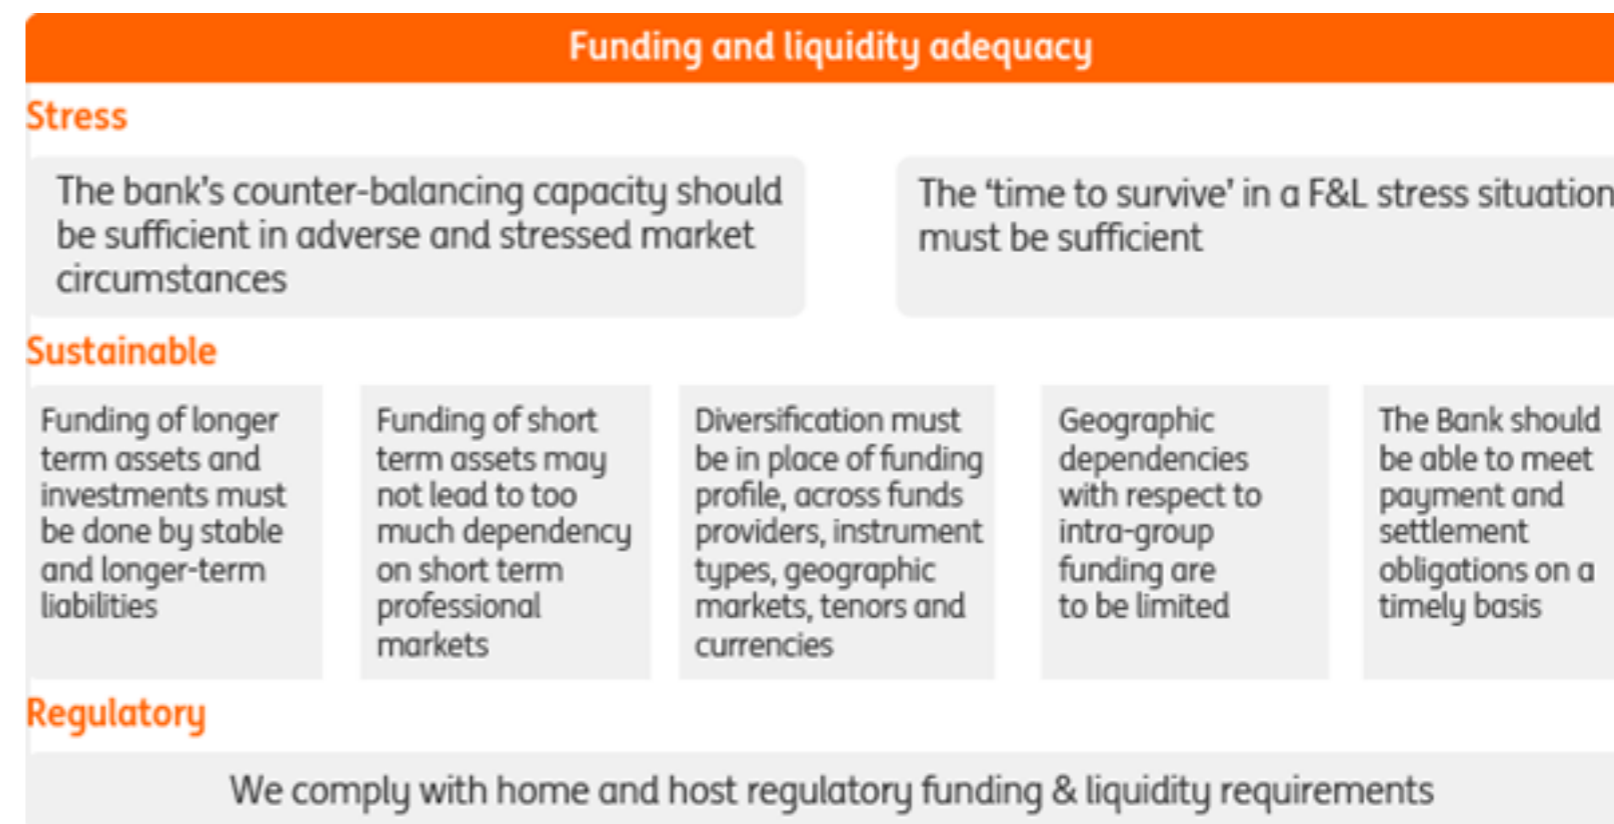 Funding and liquidity adequacy
Stress
The bank's counter-balancing capacity should
be sufficient in adverse and stressed market
circumstances
The ‘time to survive’ in a F&L stress situation
must be sufficient
Sustainable
Funding of longer
term assets and
investments must
be done by stable
and longer-term
liabilities
Funding of short
term assets may
not lead to too
much dependency
on short term
professional
markets
Diversification must
be in place of funding
profile, across funds
providers, instrument
types, geographic
markets, tenors and
currencies
Geographic
dependencies
with respect to
intra-group
funding are
to be limited
The Bank should
be able to meet
payment and
settlement
obligations on a
timely basis
Regulatory
We comply with home and host regulatory funding & liquidity requirements